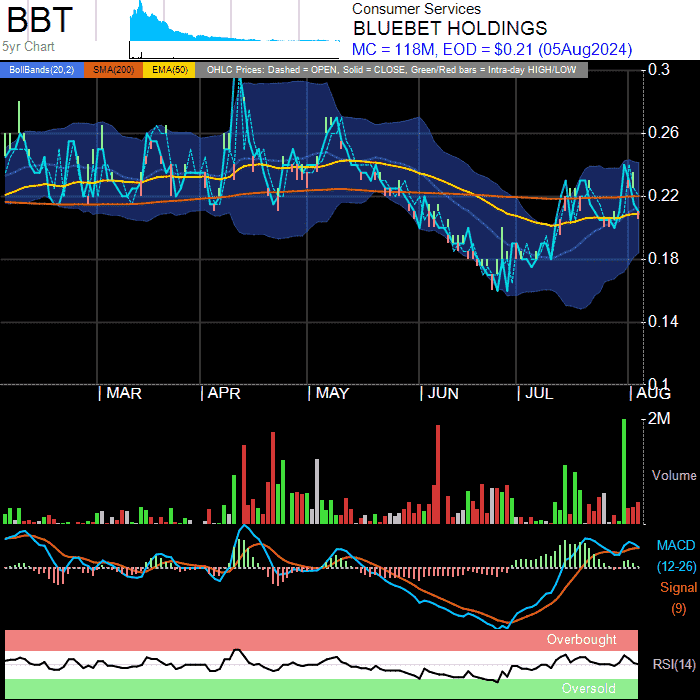 BBT
5yr Chart
Consumer Services
BLUEBET HOLDINGS
MC = 118M, EOD = $0.21 (05Aug2024)
BollBands(20,2) SMA(200) EMA(50) OHLC Prices: Dashed = OPEN, Solid = CLOSE, Green/Red bars = Intra-day HIGH/LOW
0.3
0.26
0.22
0.18
0.14
0.1
| MAR | APR | MAY | JUN | JUL | AUG
2M
Volume
MACD
(12-26)
Signal
(9)
Overbought
RSI(14)
Oversold